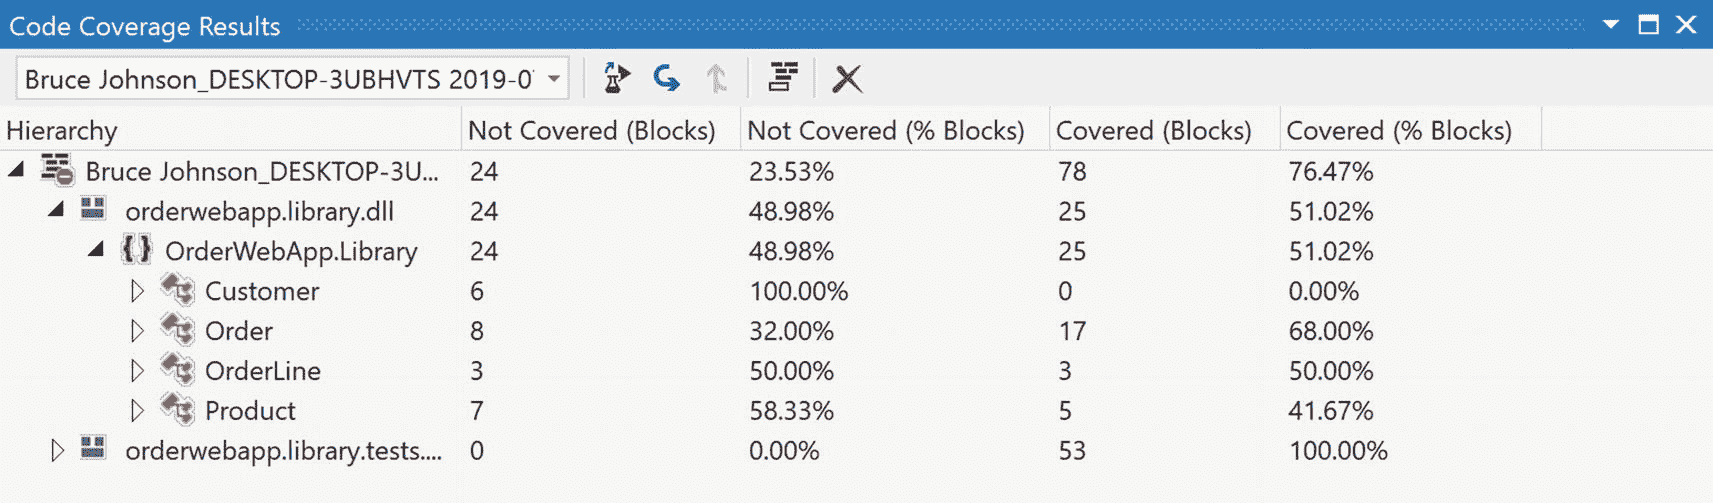 Code Coverage Results
Bruce Johnson_DESKTOP-3UBHVTS 2019-0
Hierarchy Not Covered (Blocks) Not Covered (% Blocks) Covered (Blocks) Covered (% Blocks)
Bruce Johnson_DESKTOP-3U... 24 23.53% 78 76.47%
orderwebapp.library.dll 24 48.98% 25 51.02%
{ } OrderWebApp.Library 24 48.98% 25 51.02%
Customer 6 100.00% 0 0.00%
Order 8 32.00% 17 68.00%
OrderLine 3 50.00% 3 50.00%
Product 7 58.33% 5 41.67%
orderwebapp.library.tests.... 0 0.00% 53 100.00%